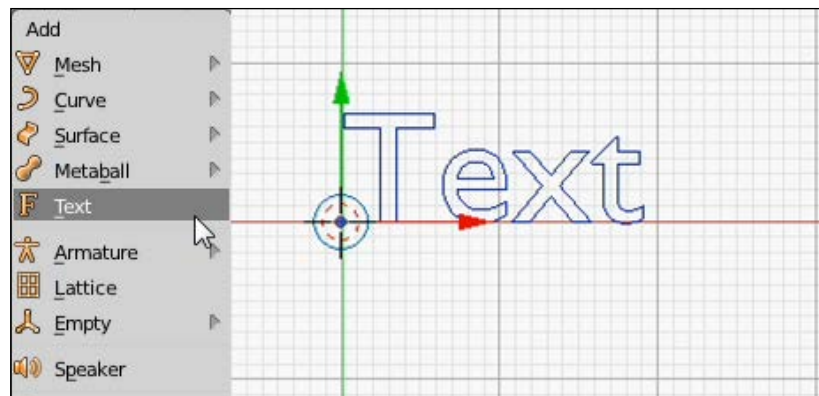 Add
Mesh
Curve
Surface
Metaball
Text
Armature
Lattice
Empty
Speaker
Text